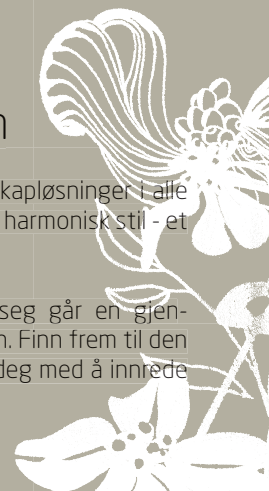 kapløsninger i alle
harmonisk stil - et
seg går en gjen-
n. Finn frem til den
deg med å innrede